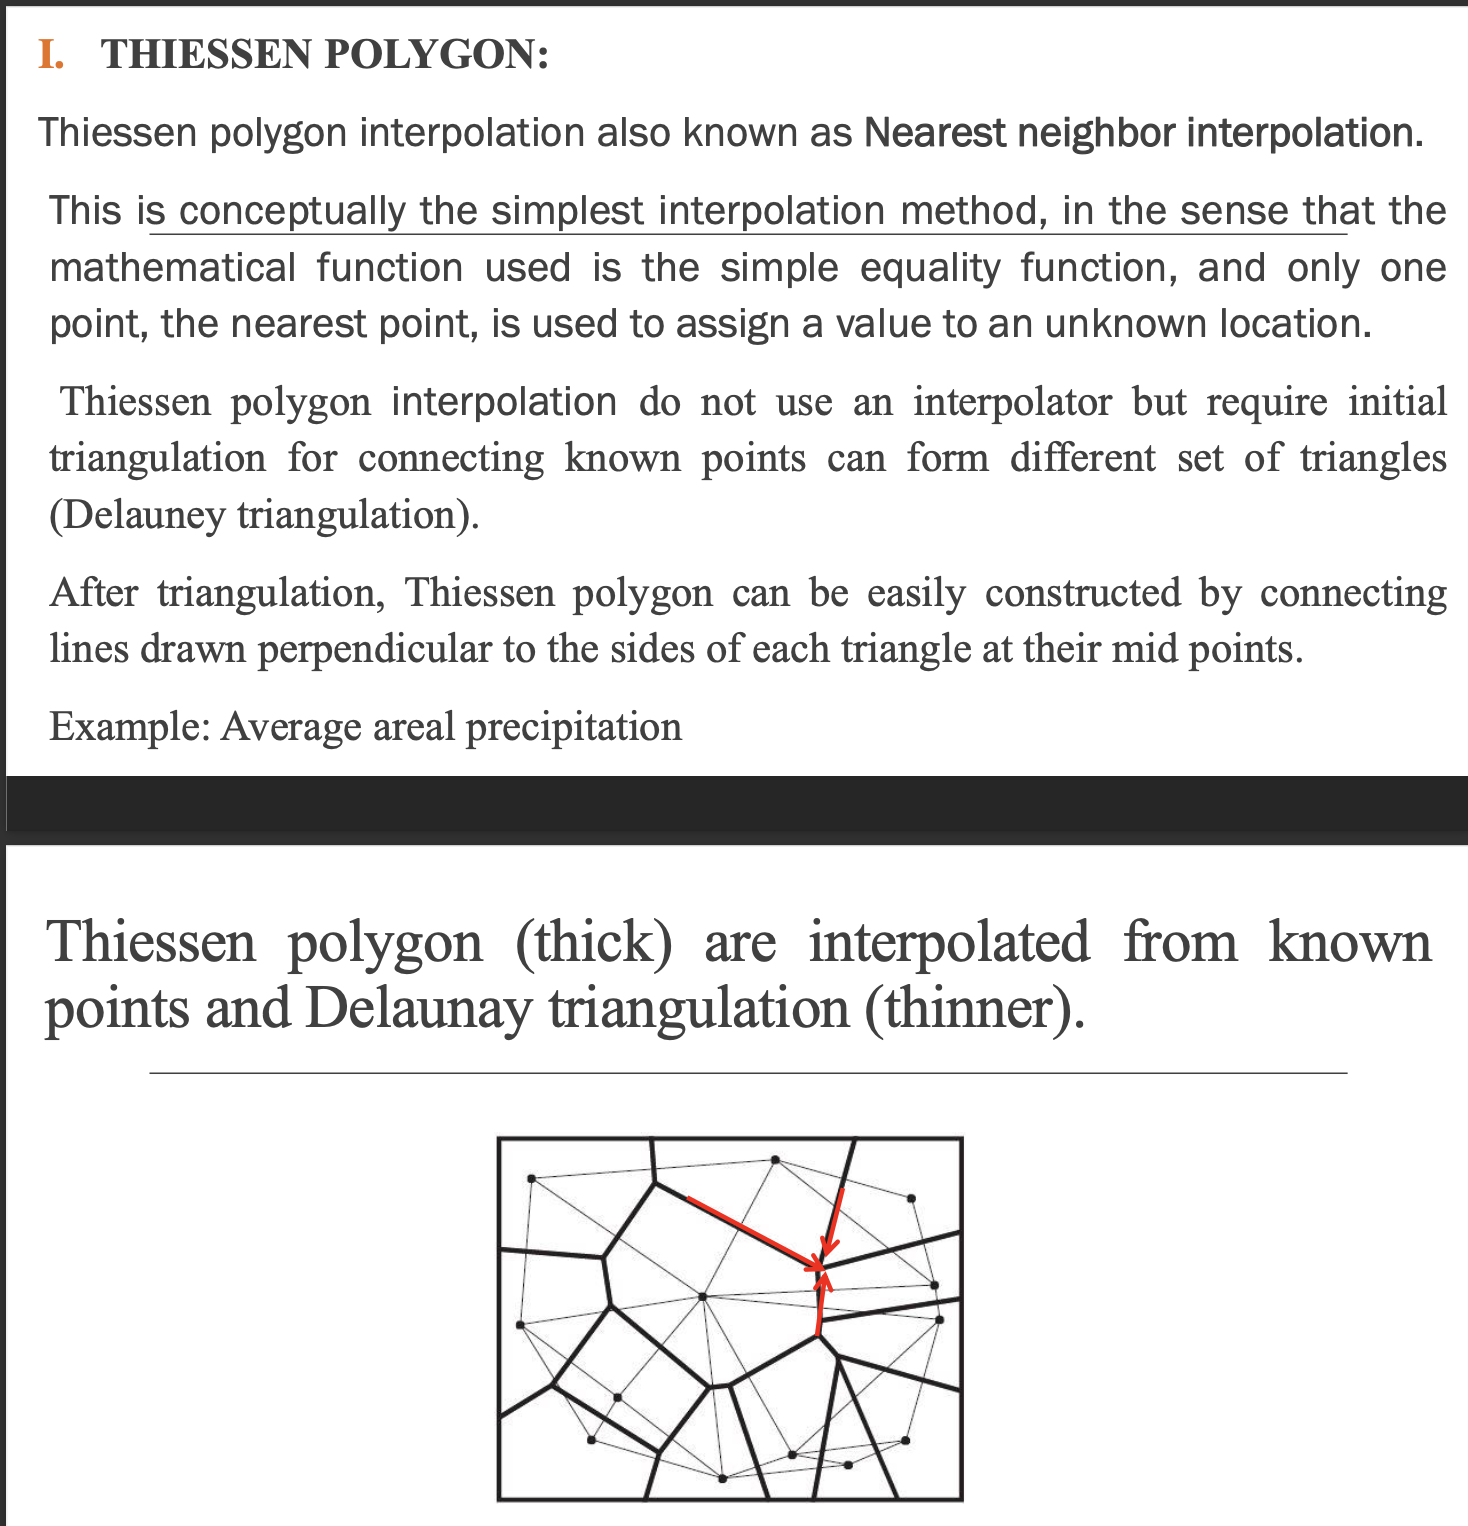 I. THIESSEN POLYGON:
Thiessen polygon interpolation also known as Nearest neighbor interpolation.
This is conceptually the simplest interpolation method, in the sense that the
mathematical function used is the simple equality function, and only one
point, the nearest point, is used to assign a value to an unknown location.
Thiessen polygon interpolation do not use an interpolator but require initial
triangulation for connecting known points can form different set of triangles
(Delauney triangulation).
After triangulation, Thiessen polygon can be easily constructed by connecting
lines drawn perpendicular to the sides of each triangle at their mid points.
Example: Average areal precipitation
Thiessen polygon (thick) are interpolated from known
points and Delaunay triangulation (thinner).